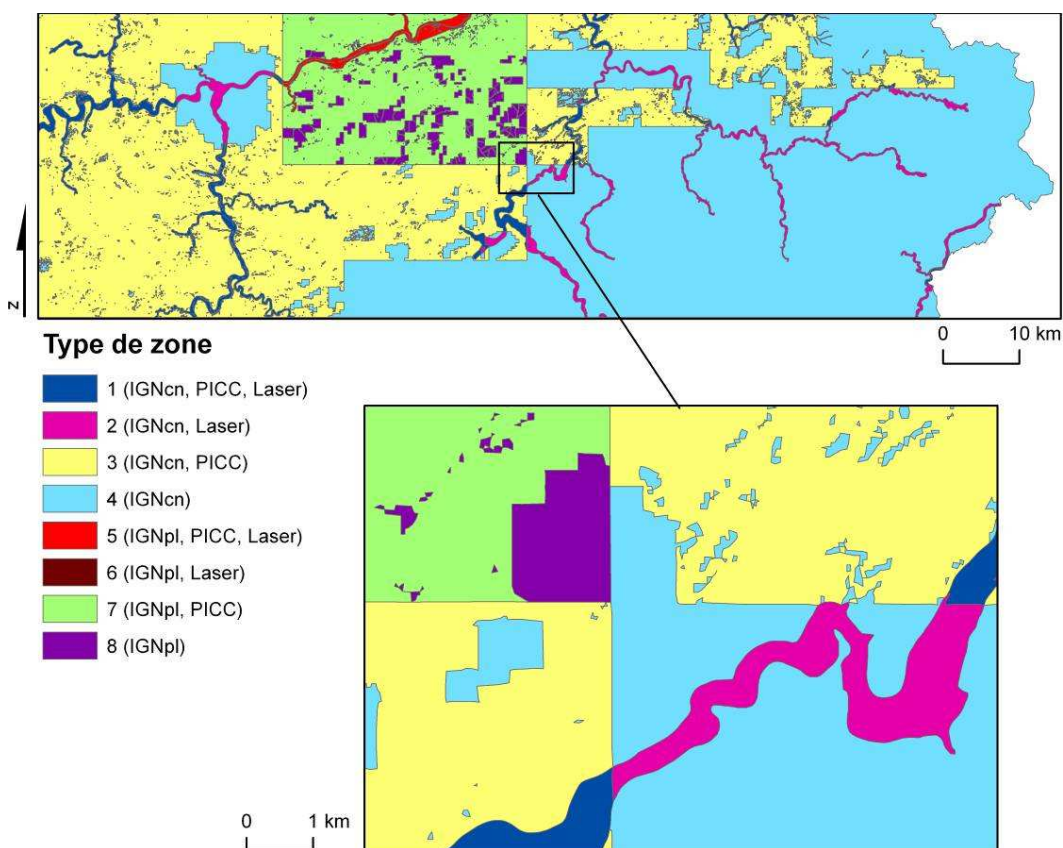 z
0 10 km
Type de zone
1 (IGNcn, PICC, Laser)
2 (IGNcn, Laser)
3 (IGNcn, PICC)
4 (IGNcn)
5 (IGNpl, PICC, Laser)
6 (IGNpl, Laser)
7 (IGNpl, PICC)
8 (IGNpl)
0 1 km